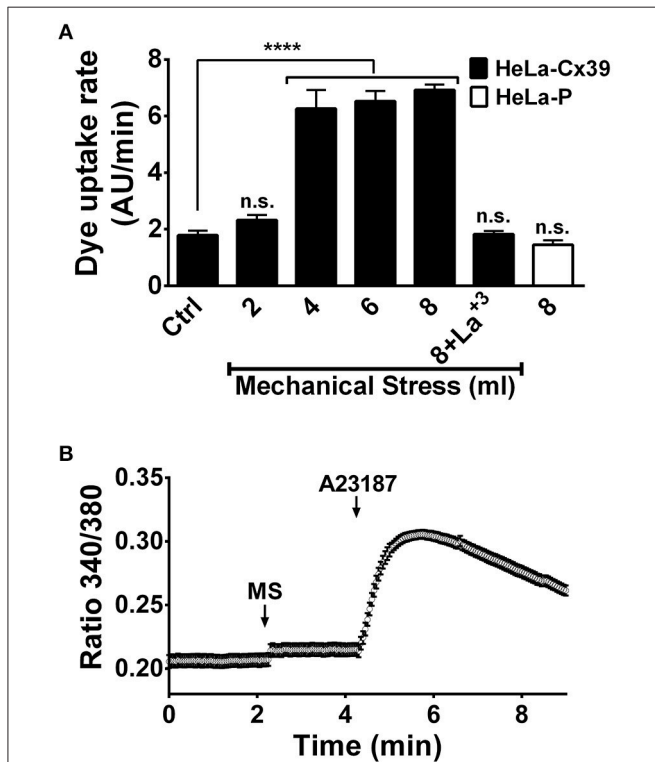 A
****
HeLa-Cx39
HeLa-P
Dye uptake rate
(AU/min)
8
6
4
2
0
n.s.
n.s.
n.s.
Ctrl
2
4
6
8
8+La+3
8
Mechanical Stress (ml)
B
Ratio 340/380
0.35
0.30
0.25
0.20
MS
A23187
0
2
4
6
8
Time (min)